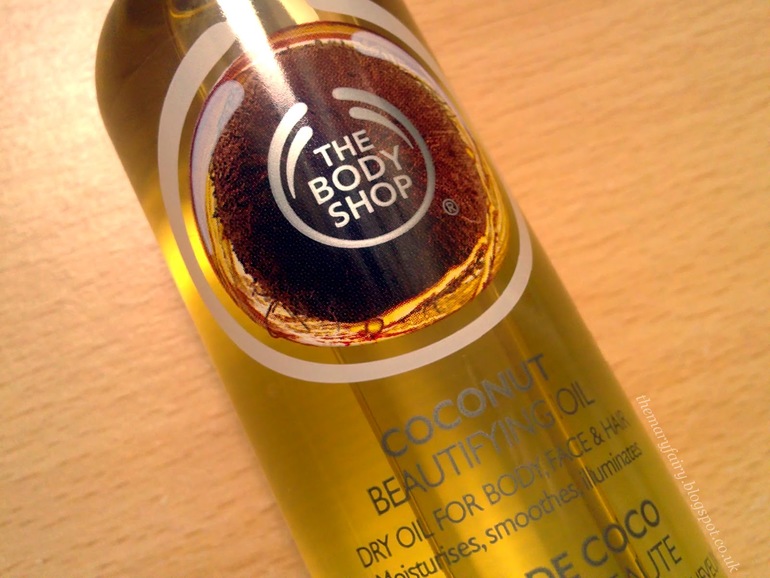 THE
BODY
SHOP
®
COCONUT
BEAUTIFYING OIL
DRY OIL FOR BODY, FACE & HAIR
Moisturises, smoothes, illuminates
DE COCO
themaryfairy.blogspot.co.uk